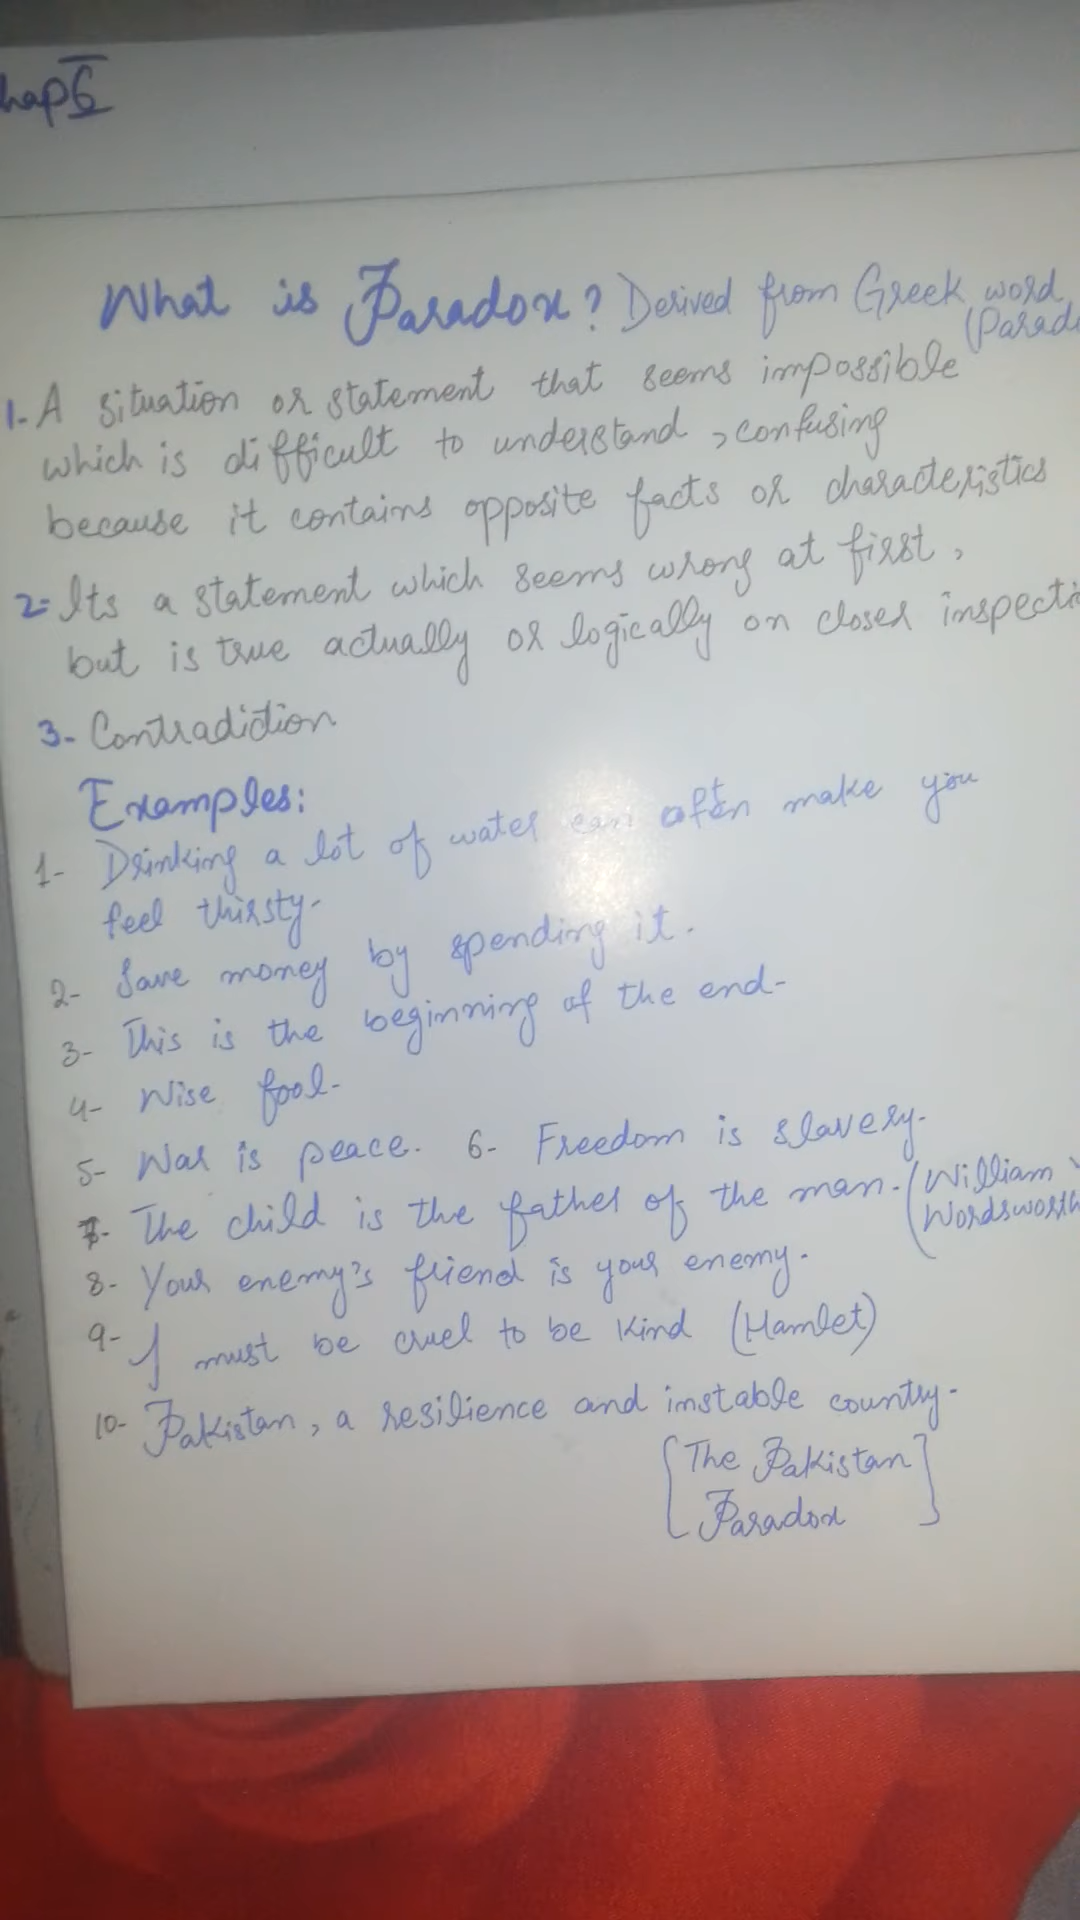 hap 6
What is Paradox? Derived from Greek word
(Parad
1- A situation or statement that seems impossible
which is difficult to understand, confusing
because it contains opposite facts or characteristics
2- Its a statement which seems wrong at first,
but is true actually or logically on closer inspecti
3- Contradiction
Examples:
1- Drinking a lot of water can often make you
feel thirsty.
2- Save money by spending it.
3- This is the beginning of the end-
4- Wise fool-
5- War is peace. 6- Freedom is slavery.
7- The child is the father of the man. (William
Wordsworth
8- Your enemy's friend is your enemy.
9- I must be cruel to be kind (Hamlet)
10- Pakistan, a resilience and instable country-
[The Pakistan
Paradox]